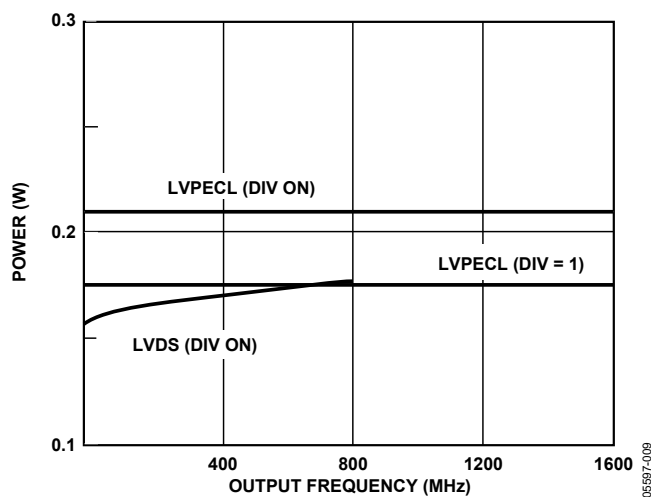 0.3
LVPECL (DIV ON)
POWER (W)
0.2
LVPECL (DIV = 1)
LVDS (DIV ON)
0.1
400
800
1200
1600
OUTPUT FREQUENCY (MHz)
05597-009